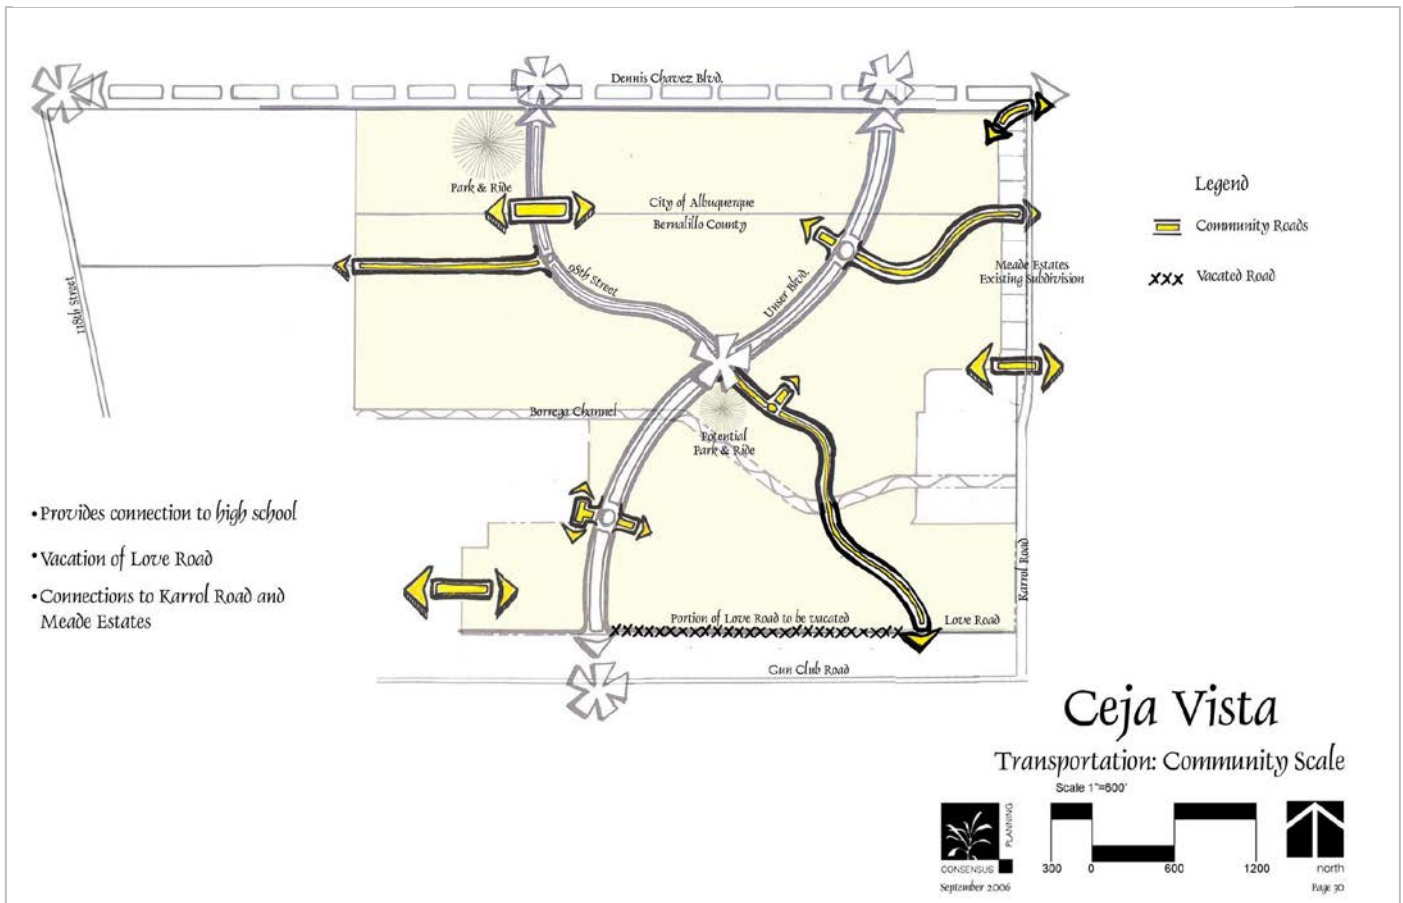 Dennis Chavez Blvd.
Park & Ride
City of Albuquerque
Bernalillo County
Legend
Community Roads
Vacated Road
Meade Estates
Existing Subdivision
118th Street
98th Street
Unser Blvd.
Borrega Channel
Potential
Park & Ride
• Provides connection to high school
• Vacation of Love Road
• Connections to Karrol Road and
Meade Estates
Karrol Road
Portion of Love Road to be vacated
Love Road
Gun Club Road
Ceja Vista
Transportation: Community Scale
Scale 1"=600'
PLANNING
CONSENSUS
300 0 600 1200
north
September 2006
Page 30